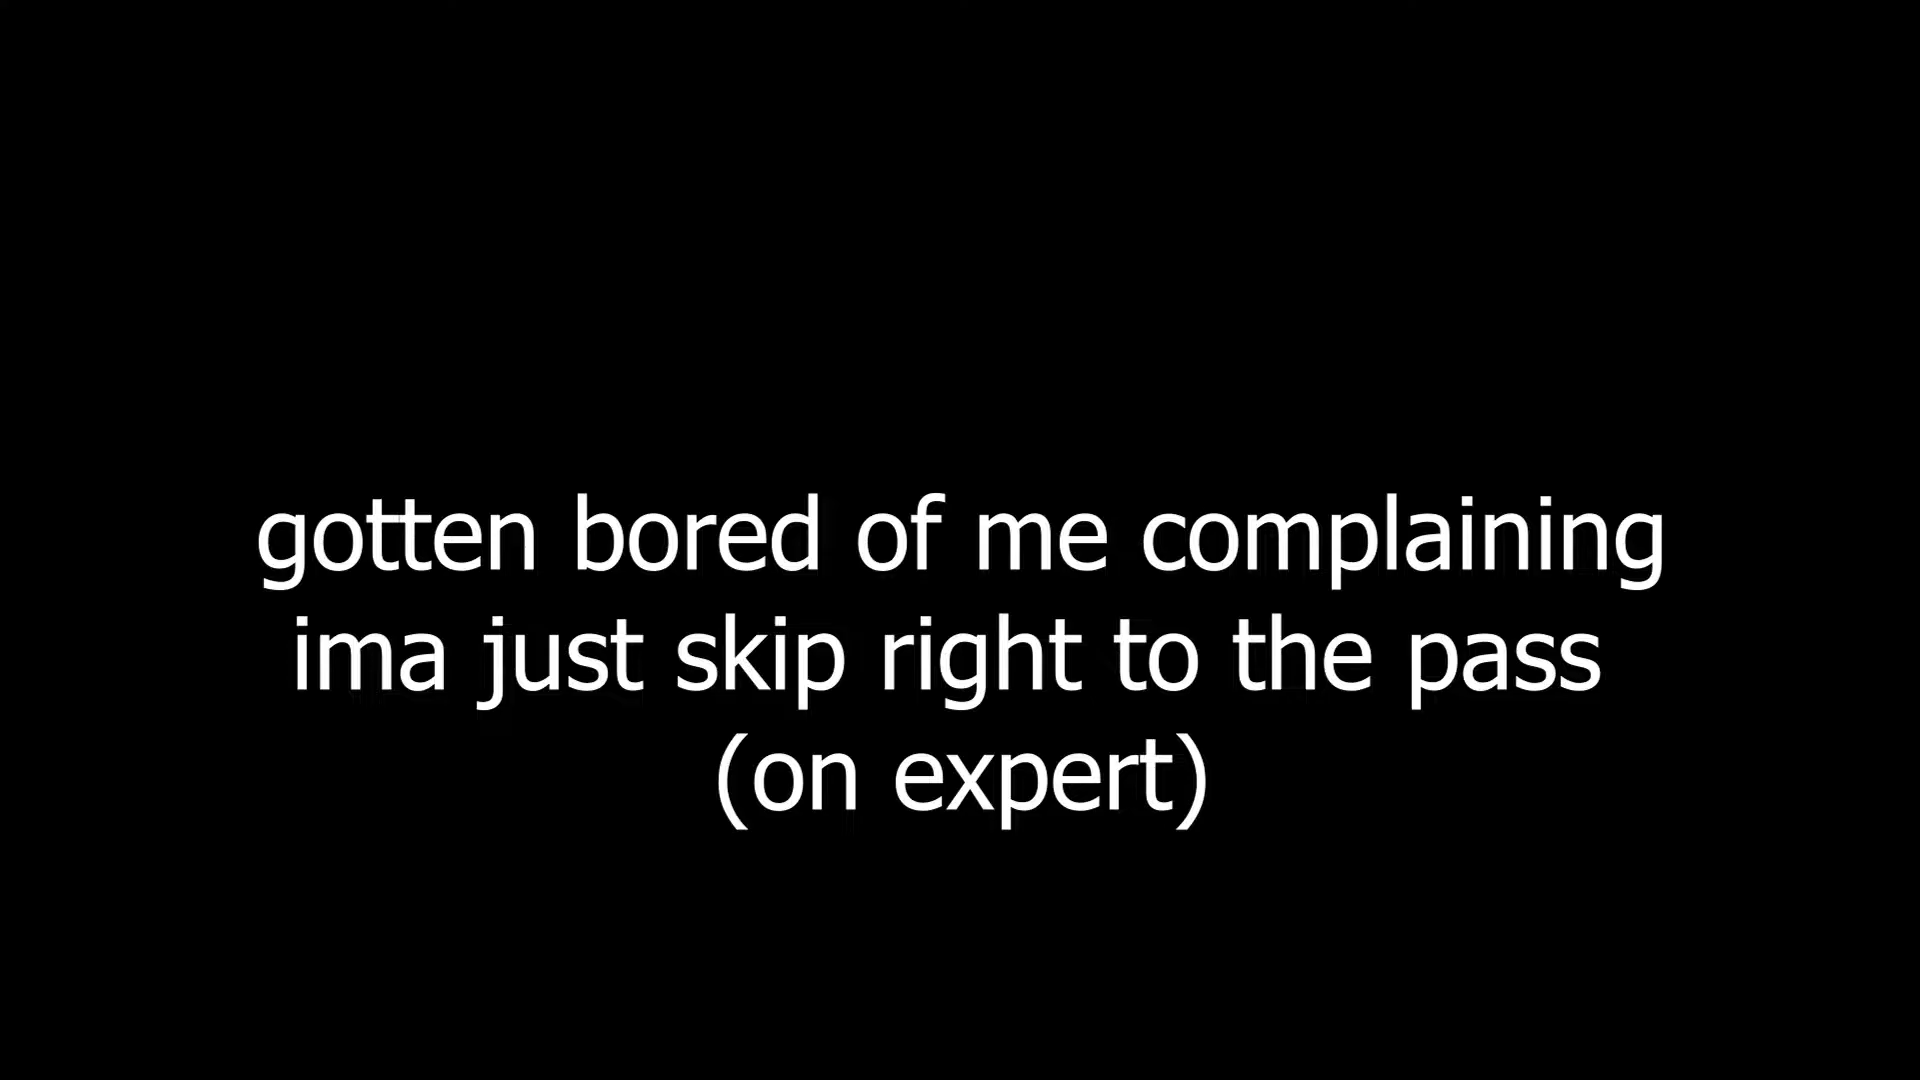 gotten bored of me complaining
ima just skip right to the pass
(on expert)